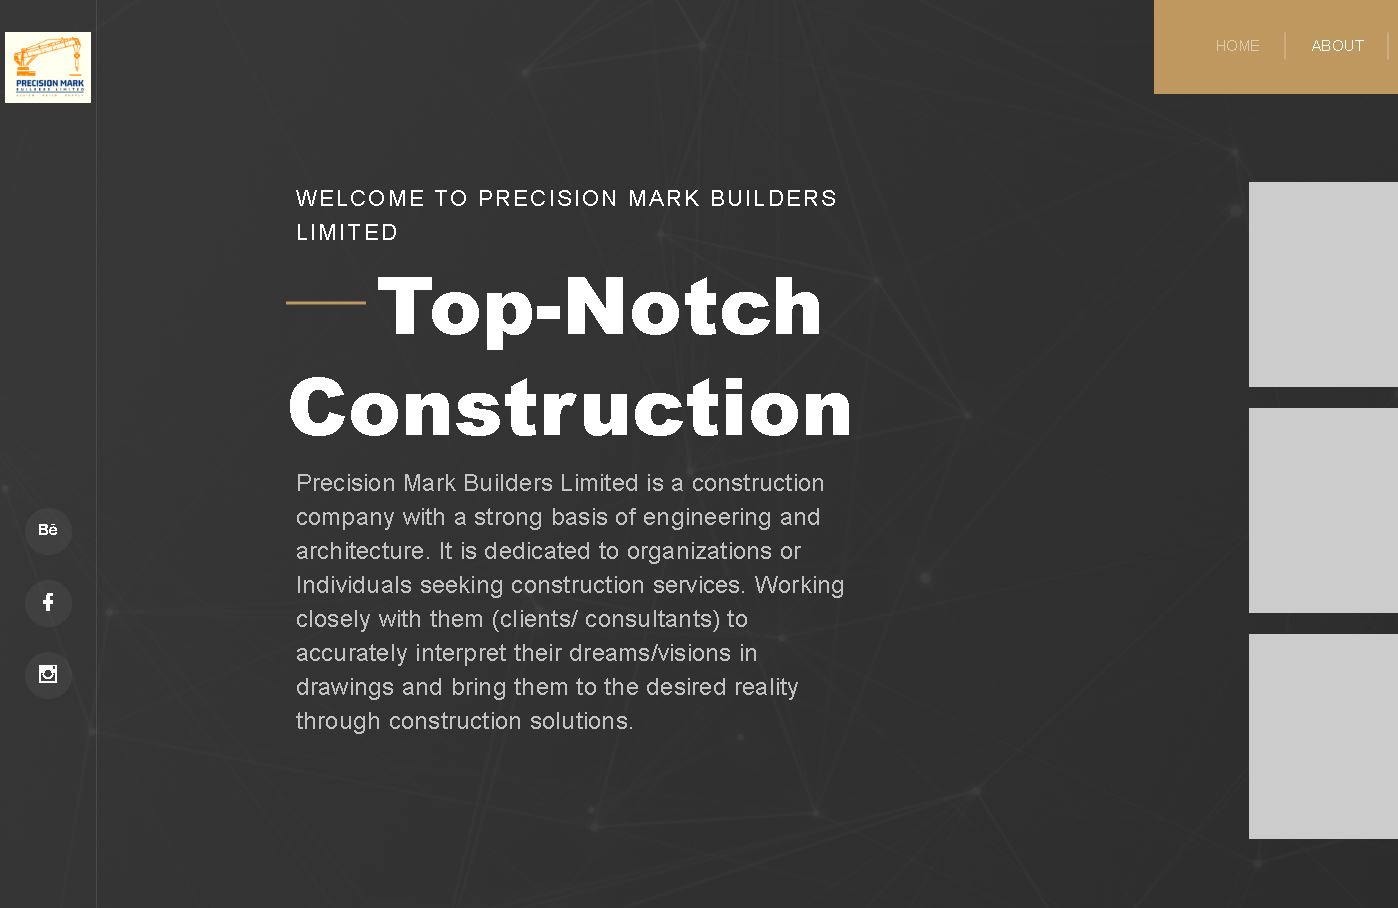 PRECISION MARK
BUILDERS LIMITED
HOME
ABOUT
WELCOME TO PRECISION MARK BUILDERS
LIMITED
Top-Notch
Construction
Precision Mark Builders Limited is a construction
company with a strong basis of engineering and
architecture. It is dedicated to organizations or
Individuals seeking construction services. Working
closely with them (clients/ consultants) to
accurately interpret their dreams/visions in
drawings and bring them to the desired reality
through construction solutions.
Bē